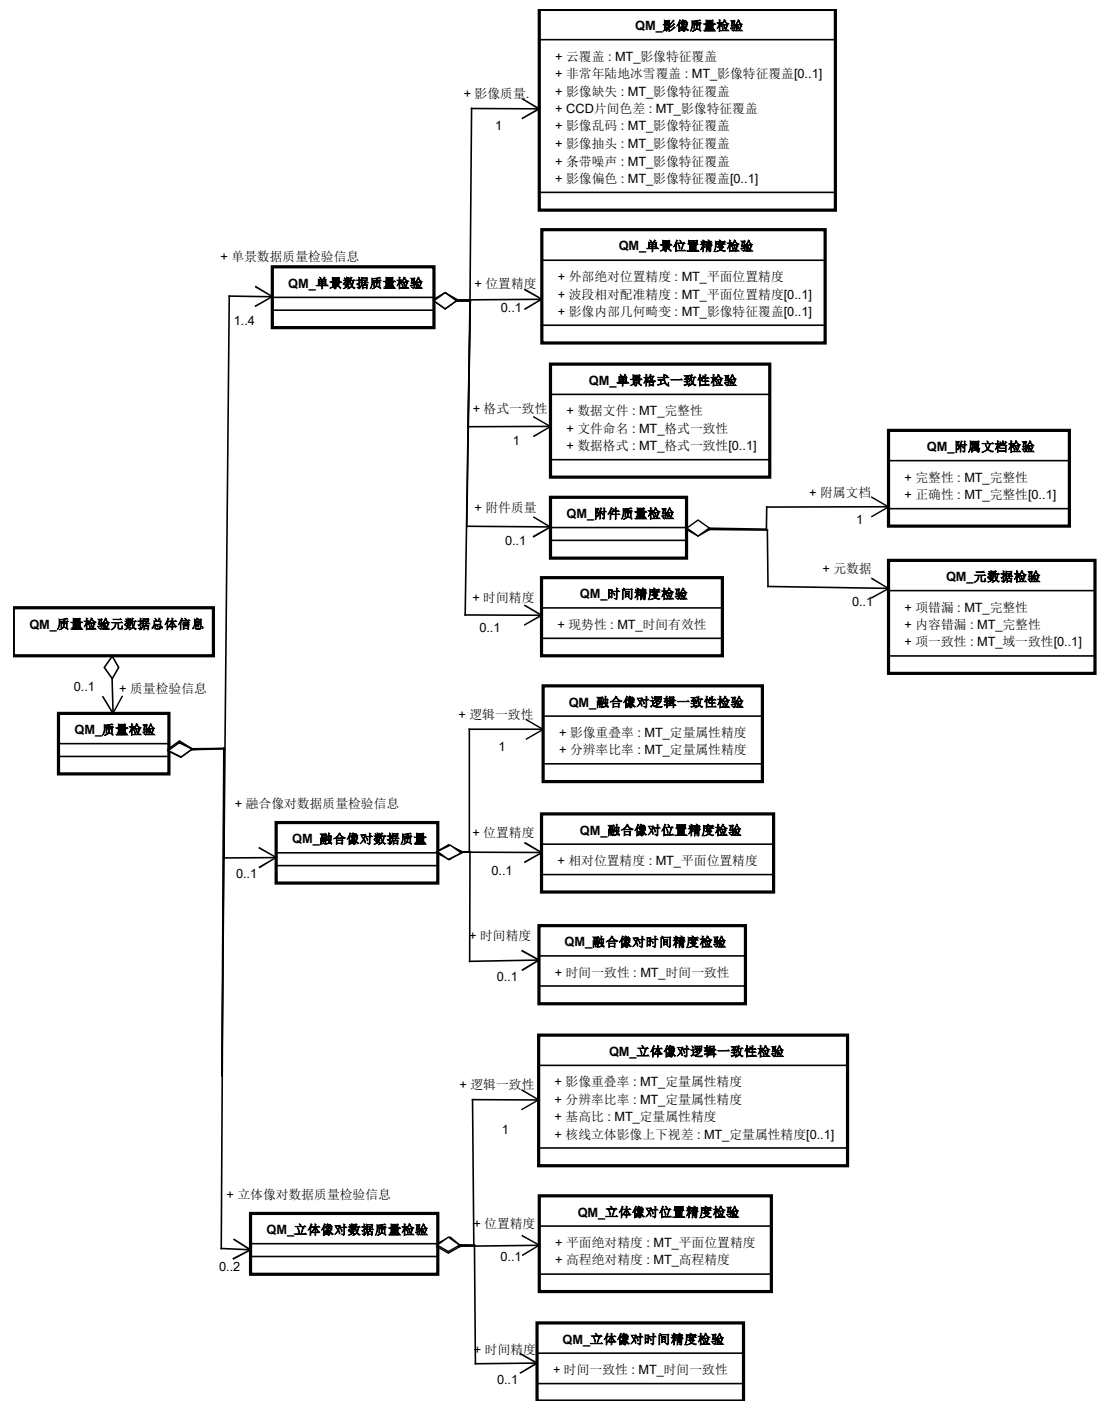 QM_影像质量检验
+ 云覆盖 : MT_影像特征覆盖
+ 非常年陆地冰雪覆盖 : MT_影像特征覆盖[0..1]
+ 影像缺失 : MT_影像特征覆盖
+ CCD片间色差 : MT_影像特征覆盖
+ 影像乱码 : MT_影像特征覆盖
+ 影像抽头 : MT_影像特征覆盖
+ 条带噪声 : MT_影像特征覆盖
+ 影像偏色 : MT_影像特征覆盖[0..1]
+ 影像质量.
1
QM_单景位置精度检验
+ 外部绝对位置精度 : MT_平面位置精度
+ 波段相对配准精度 : MT_平面位置精度[0..1]
+ 影像内部几何畸变 : MT_影像特征覆盖[0..1]
+ 单景数据质量检验信息
QM_单景数据质量检验
1..4
+ 位置精度
0..1
QM_单景格式一致性检验
+ 数据文件 : MT_完整性
+ 文件命名 : MT_格式一致性
+ 数据格式 : MT_格式一致性[0..1]
+ 格式一致性
1
QM_附属文档检验
+ 完整性 : MT_完整性
+ 正确性 : MT_完整性[0..1]
+ 附属文档
1
+ 附件质量
0..1
QM_附件质量检验
+ 元数据
0..1
QM_元数据检验
+ 项错漏 : MT_完整性
+ 内容错漏 : MT_完整性
+ 项一致性 : MT_域一致性[0..1]
+ 时间精度
0..1
QM_时间精度检验
+ 现势性 : MT_时间有效性
QM_质量检验元数据总体信息
0..1
+ 质量检验信息
QM_质量检验
QM_融合像对逻辑一致性检验
+ 影像重叠率 : MT_定量属性精度
+ 分辨率比率 : MT_定量属性精度
+ 逻辑一致性
1
+ 融合像对数据质量检验信息
QM_融合像对数据质量
0..1
+ 位置精度
0..1
QM_融合像对位置精度检验
+ 相对位置精度 : MT_平面位置精度
+ 时间精度
0..1
QM_融合像对时间精度检验
+ 时间一致性 : MT_时间一致性
QM_立体像对逻辑一致性检验
+ 影像重叠率 : MT_定量属性精度
+ 分辨率比率 : MT_定量属性精度
+ 基高比 : MT_定量属性精度
+ 核线立体影像上下视差 : MT_定量属性精度[0..1]
+ 逻辑一致性
1
+ 立体像对数据质量检验信息
QM_立体像对数据质量检验
0..2
+ 位置精度
0..1
QM_立体像对位置精度检验
+ 平面绝对精度 : MT_平面位置精度
+ 高程绝对精度 : MT_高程精度
+ 时间精度
0..1
QM_立体像对时间精度检验
+ 时间一致性 : MT_时间一致性